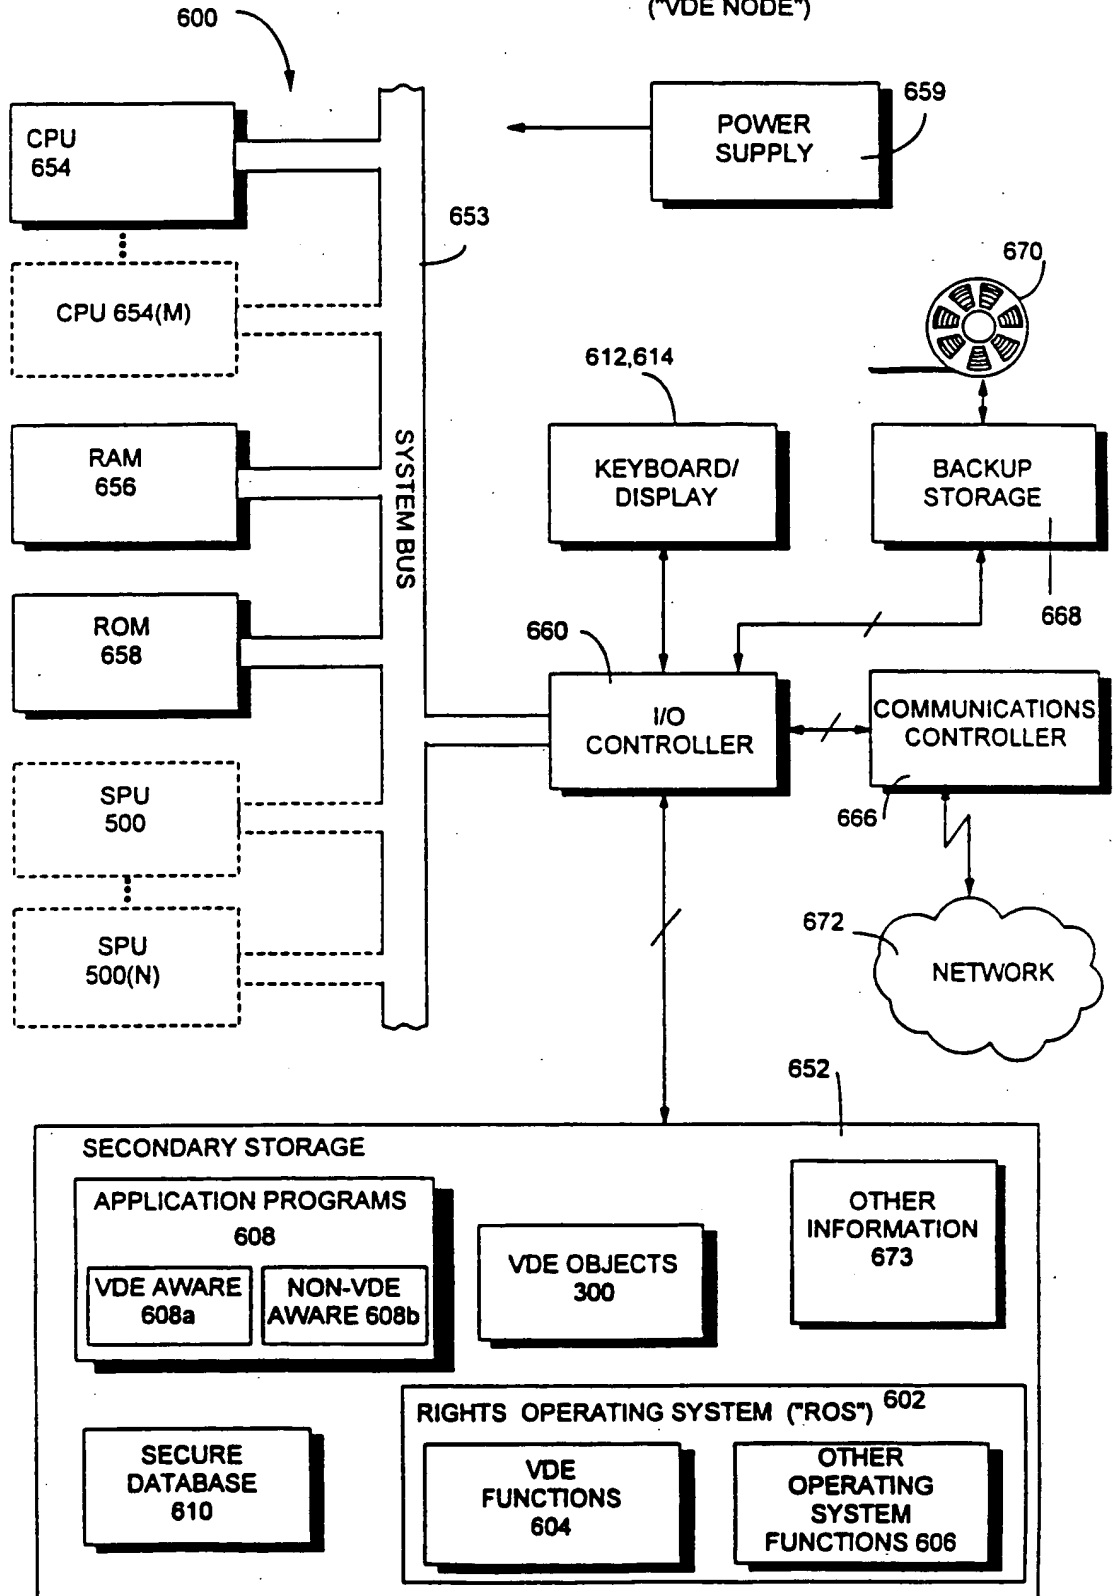 ("VDE NODE")
600
CPU
654
POWER
SUPPLY
659
653
CPU 654(M)
670
612,614
RAM
656
SYSTEM BUS
KEYBOARD/
DISPLAY
BACKUP
STORAGE
668
ROM
658
660
I/O
CONTROLLER
COMMUNICATIONS
CONTROLLER
666
SPU
500
SPU
500(N)
672
NETWORK
652
SECONDARY STORAGE
APPLICATION PROGRAMS
608
VDE AWARE
608a
NON-VDE
AWARE 608b
VDE OBJECTS
300
OTHER
INFORMATION
673
SECURE
DATABASE
610
RIGHTS OPERATING SYSTEM ("ROS") 602
VDE
FUNCTIONS
604
OTHER
OPERATING
SYSTEM
FUNCTIONS 606